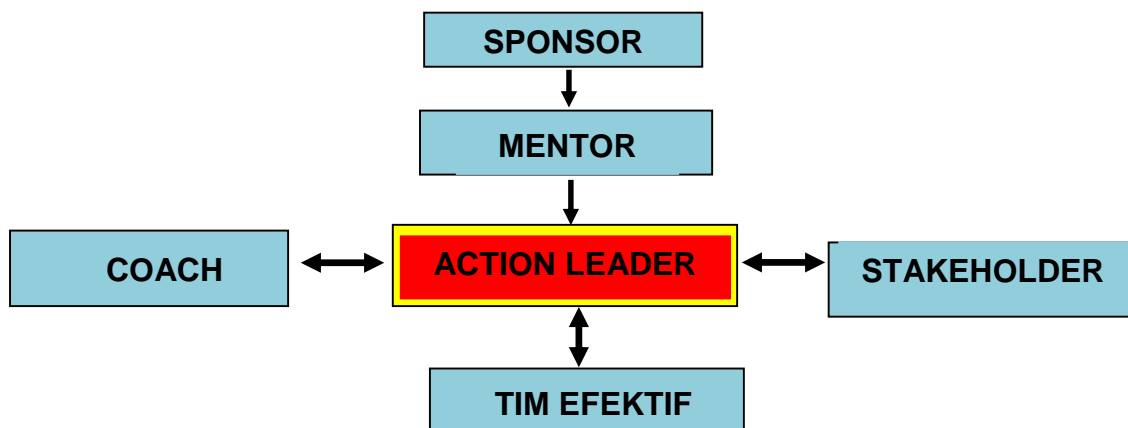 SPONSOR
MENTOR
COACH
ACTION LEADER
STAKEHOLDER
TIM EFEKTIF